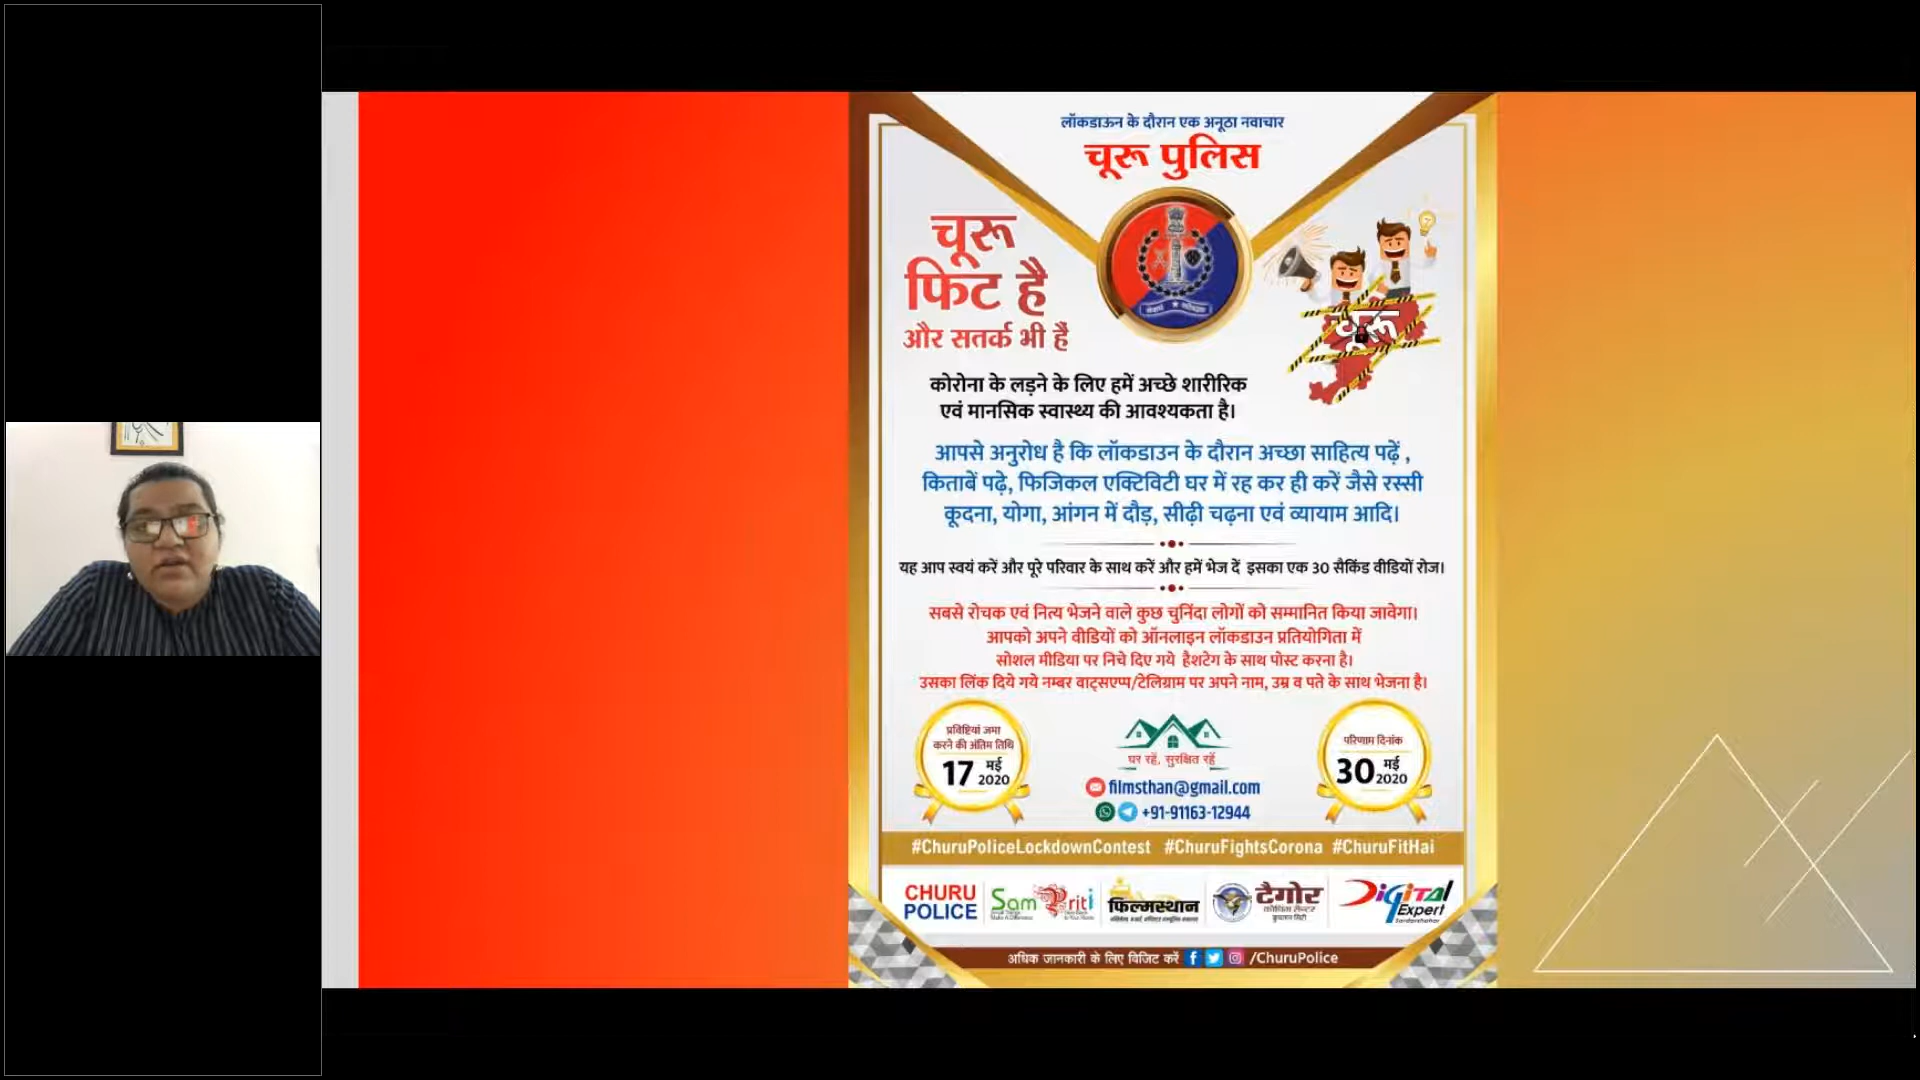 लॉकडाऊन के दौरान एक अनूठा नवाचार
चूरू पुलिस
चूरू
फिट है
और सतर्क भी हैं
चूरू
कोरोना के लड़ने के लिए हमें अच्छे शारीरिक
एवं मानसिक स्वास्थ्य की आवश्यकता है।
आपसे अनुरोध है कि लॉकडाउन के दौरान अच्छा साहित्य पढ़ें ,
किताबें पढ़े, फिजिकल एक्टिविटी घर में रह कर ही करें जैसे रस्सी
कूदना, योगा, आंगन में दौड़, सीढ़ी चढ़ना एवं व्यायाम आदि।
यह आप स्वयं करें और पूरे परिवार के साथ करें और हमें भेज दें इसका एक 30 सैकिंड वीडियों रोज।
सबसे रोचक एवं नित्य भेजने वाले कुछ चुनिंदा लोगों को सम्मानित किया जावेगा।
आपको अपने वीडियों को ऑनलाइन लॉकडाउन प्रतियोगिता में
सोशल मीडिया पर निचे दिए गये हैशटेग के साथ पोस्ट करना है।
उसका लिंक दिये गये नम्बर वाट्सएप्प/टेलिग्राम पर अपने नाम, उम्र व पते के साथ भेजना है।
प्रविष्टियां जमा
करने की अंतिम तिथि
17 मई 2020
घर रहें, सुरक्षित रहें
filmsthan@gmail.com
+91-91163-12944
परिणाम दिनांक
30 मई 2020
#ChuruPoliceLockdownContest #ChuruFightsCorona #ChuruFitHai
CHURU
POLICE
Sam riti
फिल्मस्थान
टैगोर
DigiTal
Expert
Sardarshahar
अधिक जानकारी के लिए विजिट करें /ChuruPolice